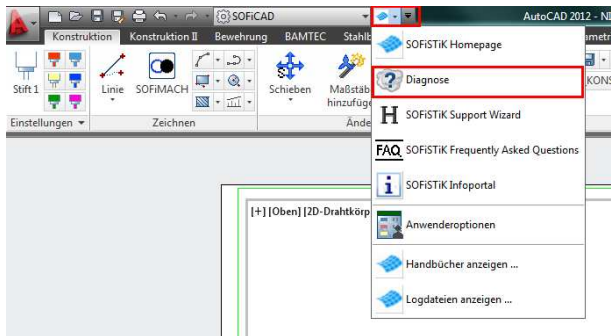 SOFiCAD
AutoCAD 2012 - NI
Konstruktion Konstruktion II Bewehrung BAMTEC Stahlb
Stift 1
Linie
SOFiMACH
Schieben
Maßstäb
hinzufüge
KONS
Einstellungen
Zeichnen
Ände
SOFiSTiK Homepage
Diagnose
SOFiSTiK Support Wizard
FAQ SOFiSTiK Frequently Asked Questions
SOFiSTiK Infoportal
Anwenderoptionen
Handbücher anzeigen ...
Logdateien anzeigen ...
[+] [Oben] [2D-Drahtkörp